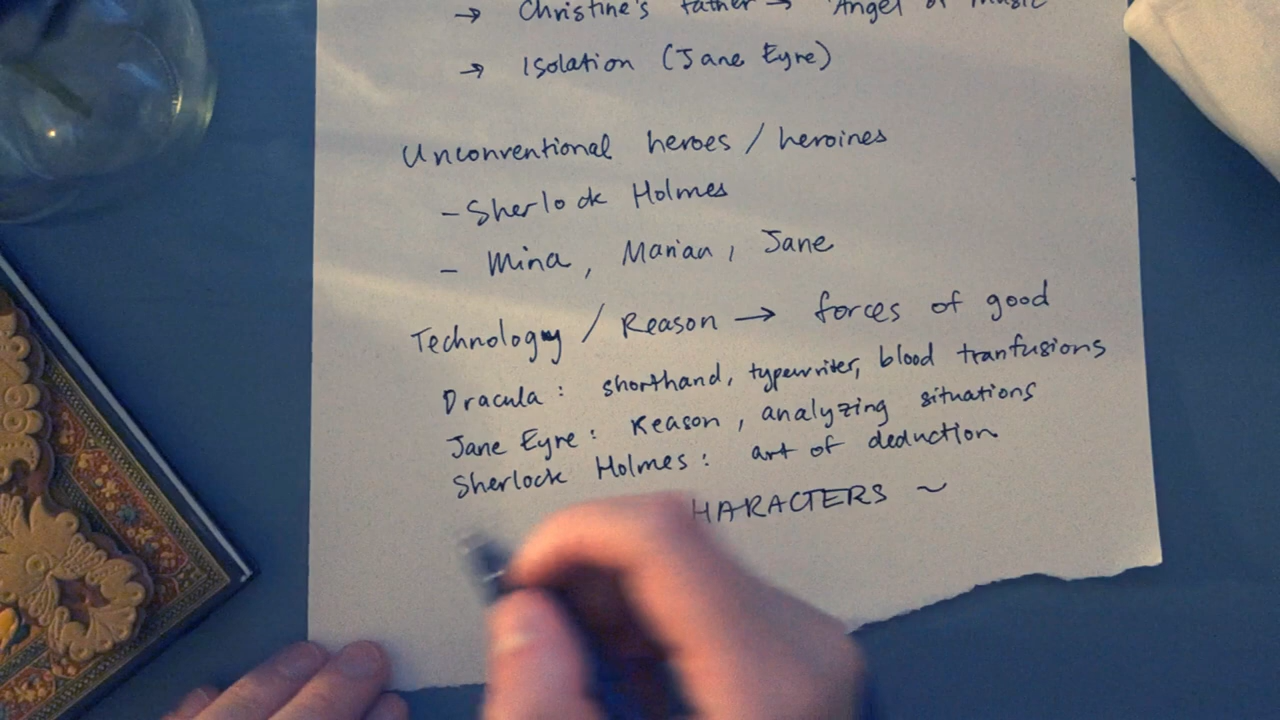 → Christine's father → "Angel of Music"
→ Isolation (Jane Eyre)
Unconventional heroes / heroines
- Sherlock Holmes
- Mina, Marian, Jane
Technology / Reason → forces of good
Dracula: shorthand, typewriter, blood tranfusions
Jane Eyre: Reason, analyzing situations
Sherlock Holmes: art of deduction
HARACTERS ~